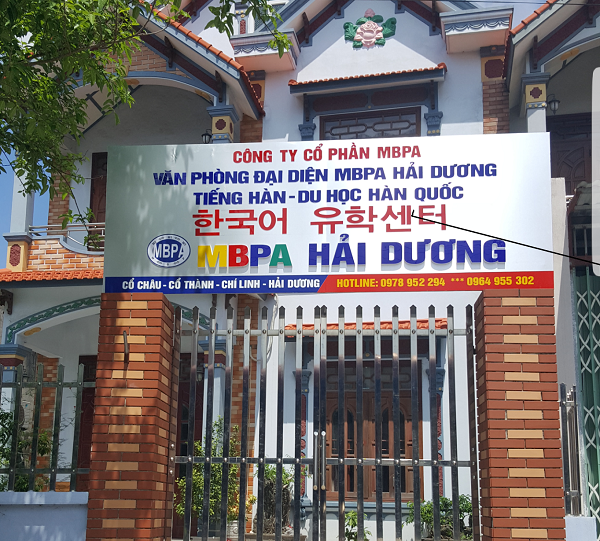 CÔNG TY CỔ PHẦN MBPA
VĂN PHÒNG ĐẠI DIỆN MBPA HẢI DƯƠNG
TIẾNG HÀN - DU HỌC HÀN QUỐC
한국어 유학센터
MBPA MBPA HẢI DƯƠNG
CỔ CHÂU - CỔ THÀNH - CHÍ LINH - HẢI DƯƠNG HOTLINE: 0978 952 294 *** 0964 955 302